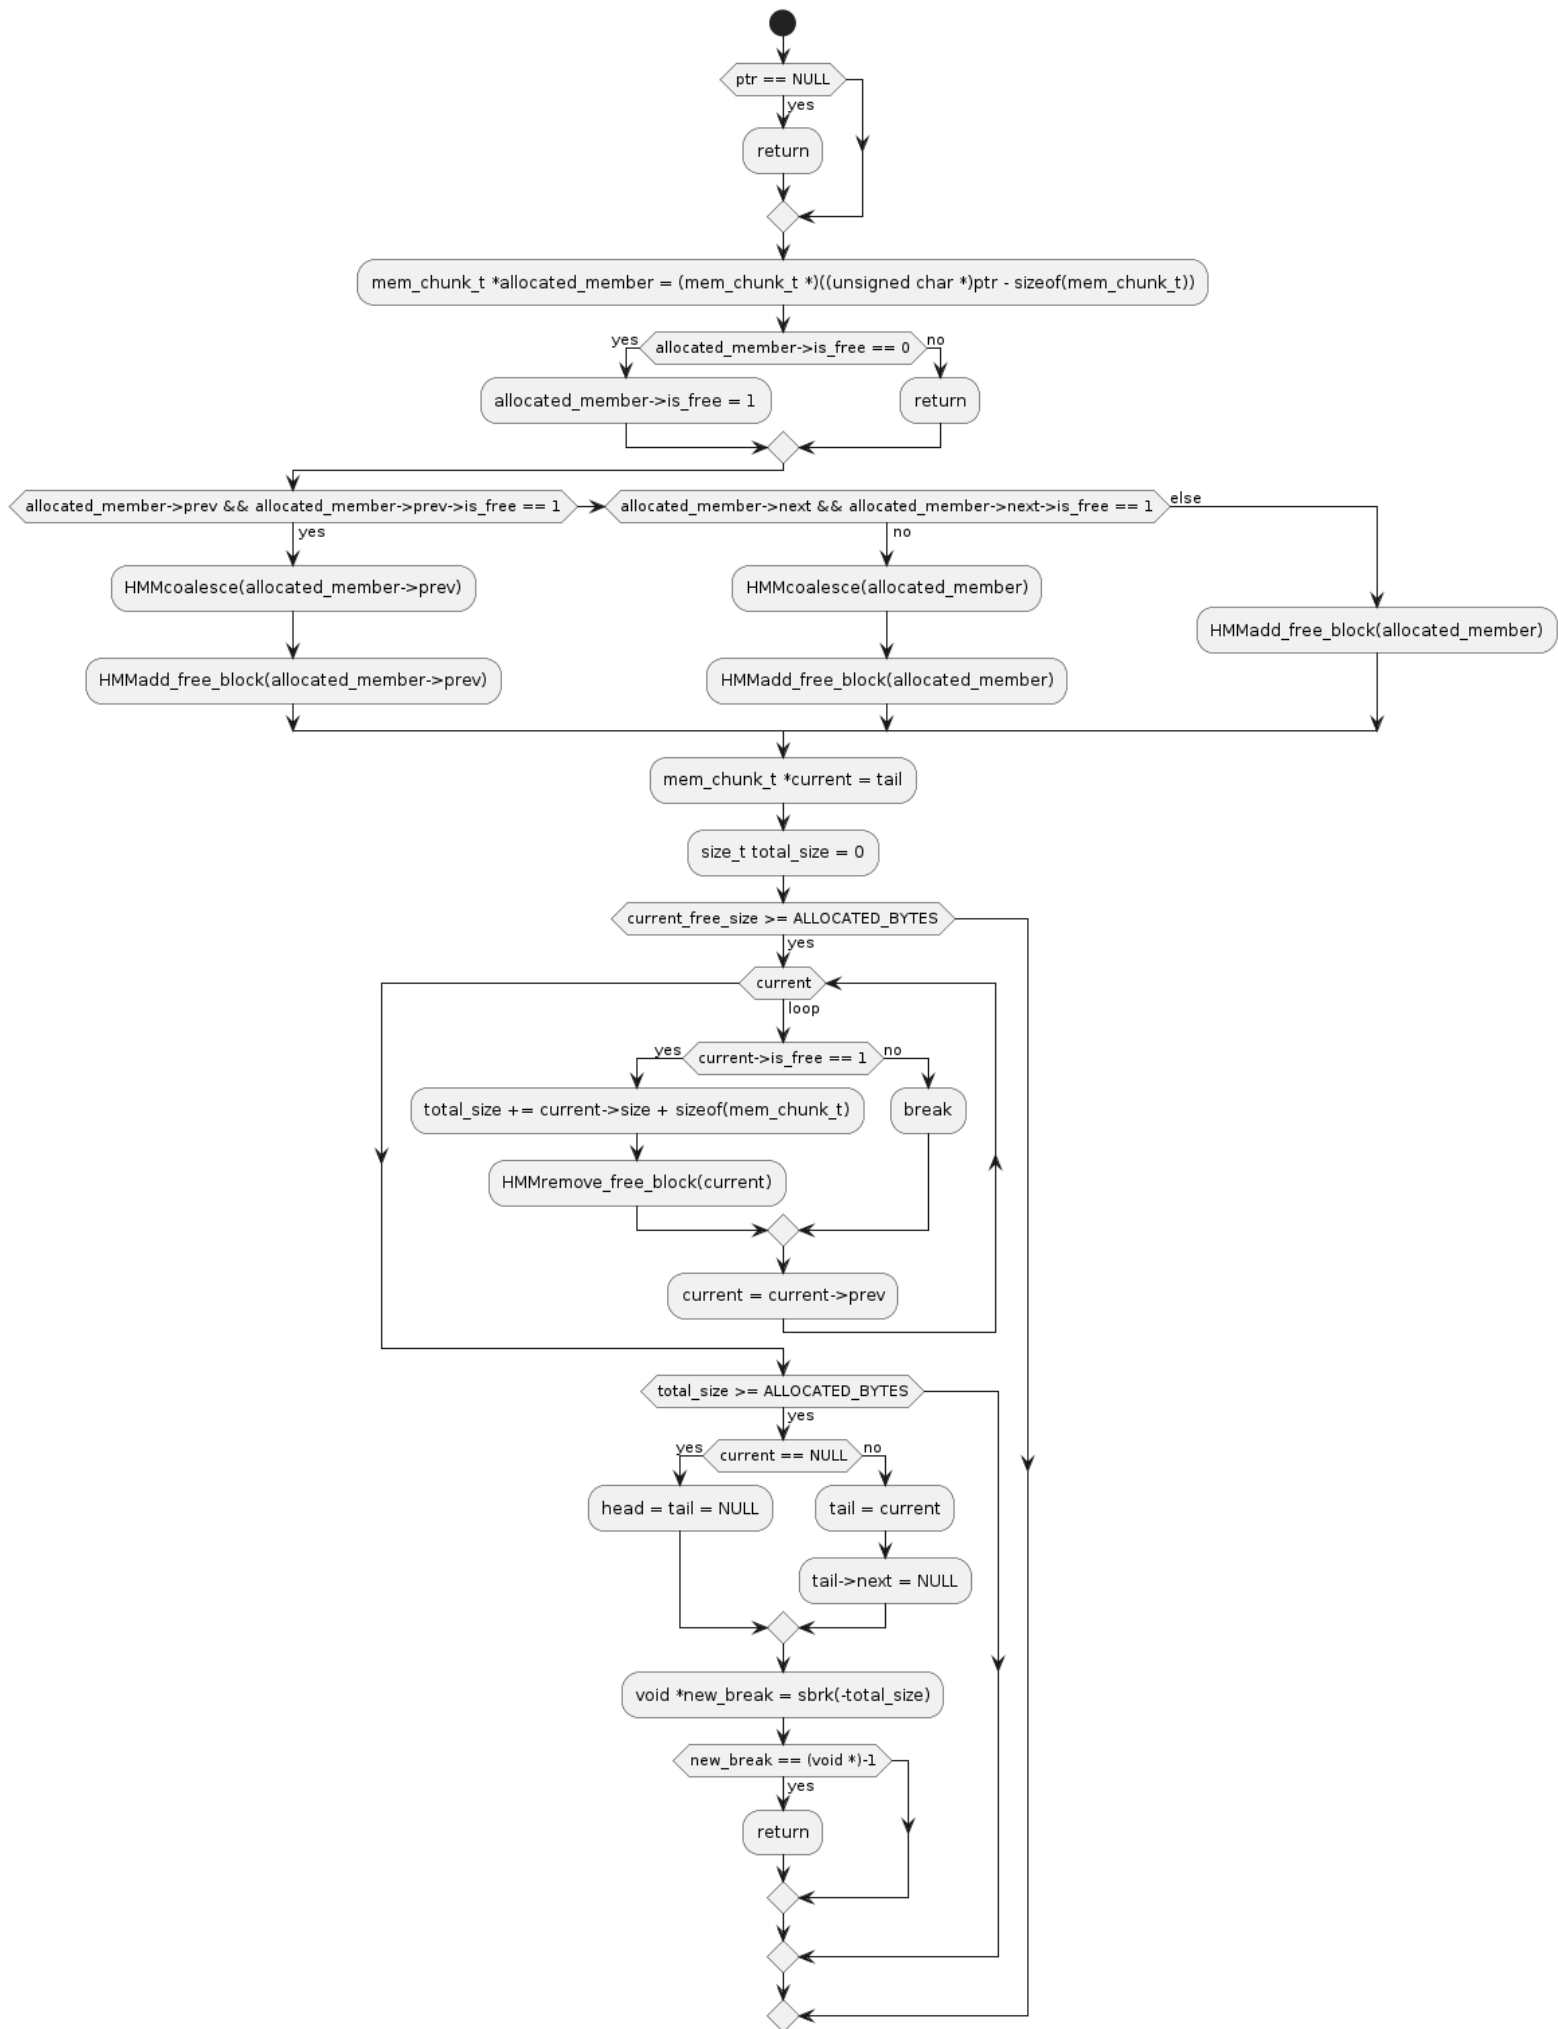 ptr == NULL
yes
return
mem_chunk_t *allocated_member = (mem_chunk_t *)((unsigned char *)ptr - sizeof(mem_chunk_t))
yes
allocated_member->is_free == 0
no
allocated_member->is_free = 1
return
allocated_member->prev && allocated_member->prev->is_free == 1
allocated_member->next && allocated_member->next->is_free == 1
else
yes
no
HMMcoalesce(allocated_member->prev)
HMMcoalesce(allocated_member)
HMMadd_free_block(allocated_member)
HMMadd_free_block(allocated_member->prev)
HMMadd_free_block(allocated_member)
mem_chunk_t *current = tail
size_t total_size = 0
current_free_size >= ALLOCATED_BYTES
yes
current
loop
yes
current->is_free == 1
no
total_size += current->size + sizeof(mem_chunk_t)
break
HMMremove_free_block(current)
current = current->prev
total_size >= ALLOCATED_BYTES
yes
yes
current == NULL
no
head = tail = NULL
tail = current
tail->next = NULL
void *new_break = sbrk(-total_size)
new_break == (void *)-1
yes
return